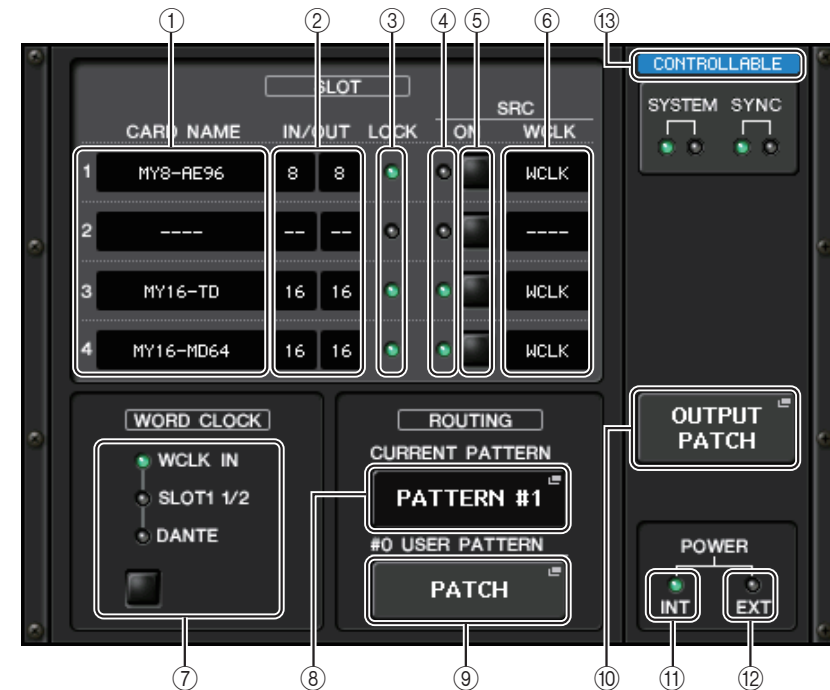 ① ② ③ ④ ⑤ ⑥ ⑬
CONTROLLABLE
SLOT
SRC
SYSTEM SYNC
CARD NAME IN/OUT LOCK ON WCLK
1 MY8-AE96 8 8 WCLK
2 ---- -- -- ----
3 MY16-TD 16 16 WCLK
4 MY16-MD64 16 16 WCLK
WORD CLOCK
WCLK IN
SLOT1 1/2
DANTE
ROUTING
CURRENT PATTERN
PATTERN #1
#0 USER PATTERN
PATCH
OUTPUT
PATCH
POWER
INT EXT
⑦ ⑧ ⑨ ⑩ ⑪ ⑫